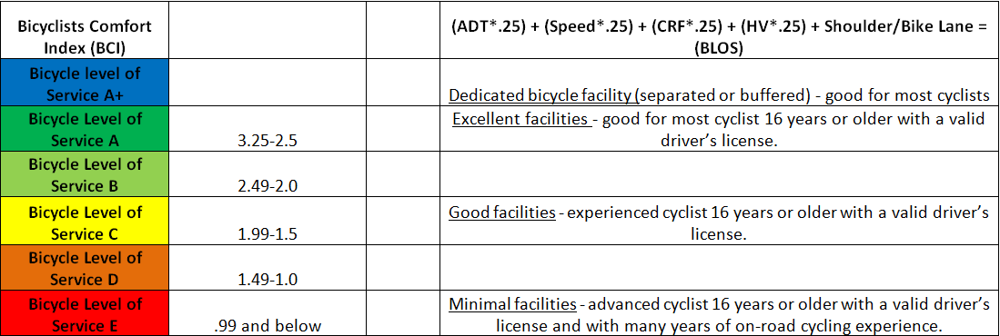 Bicyclists Comfort
Index (BCI)
(ADT*.25) + (Speed*.25) + (CRF*.25) + (HV*.25) + Shoulder/Bike Lane =
(BLOS)
Bicycle level of
Service A+
Dedicated bicycle facility (separated or buffered) - good for most cyclists
Bicycle Level of
Service A
3.25-2.5
Excellent facilities - good for most cyclist 16 years or older with a valid
driver’s license.
Bicycle Level of
Service B
2.49-2.0
Bicycle Level of
Service C
1.99-1.5
Good facilities - experienced cyclist 16 years or older with a valid driver’s
license.
Bicycle Level of
Service D
1.49-1.0
Bicycle Level of
Service E
.99 and below
Minimal facilities - advanced cyclist 16 years or older with a valid driver’s
license and with many years of on-road cycling experience.